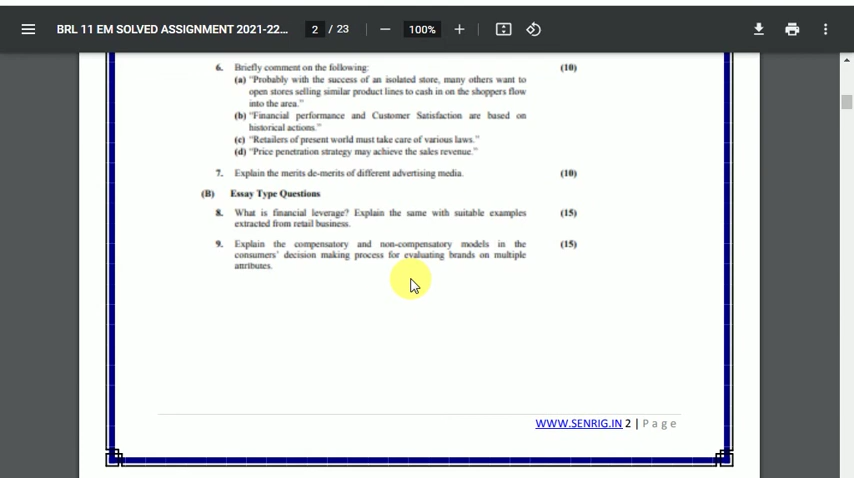 BRL 11 EM SOLVED ASSIGNMENT 2021-22...
2 / 23
100%
6. Briefly comment on the following: (10)
(a) "Probably with the success of an isolated store, many others want to
open stores selling similar product lines to cash in on the shoppers flow
into the area."
(b) "Financial performance and Customer Satisfaction are based on
historical actions."
(c) "Retailers of present world must take care of various laws."
(d) "Price penetration strategy may achieve the sales revenue."
7. Explain the merits de-merits of different advertising media. (10)
(B) Essay Type Questions
8. What is financial leverage? Explain the same with suitable examples (15)
extracted from retail business.
9. Explain the compensatory and non-compensatory models in the (15)
consumers' decision making process for evaluating brands on multiple
attributes.
WWW.SENRIG.IN 2 | Page